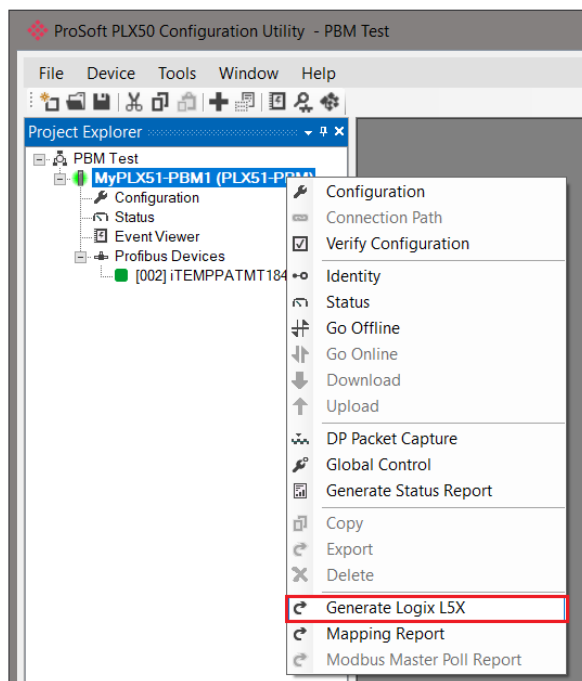 ProSoft PLX50 Configuration Utility - PBM Test
File Device Tools Window Help
Project Explorer
PBM Test
MyPLX51-PBM1 (PLX51-PBM)
Configuration
Status
Event Viewer
Profibus Devices
[002] iTEMPPATMT184
Configuration
Connection Path
Verify Configuration
Identity
Status
Go Offline
Go Online
Download
Upload
DP Packet Capture
Global Control
Generate Status Report
Copy
Export
Delete
Generate Logix L5X
Mapping Report
Modbus Master Poll Report